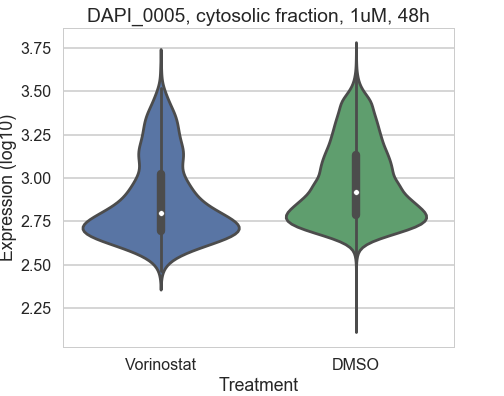 DAPI_0005, cytosolic fraction, 1uM, 48h
Expression (log10)
3.75
3.50
3.25
3.00
2.75
2.50
2.25
Vorinostat
DMSO
Treatment